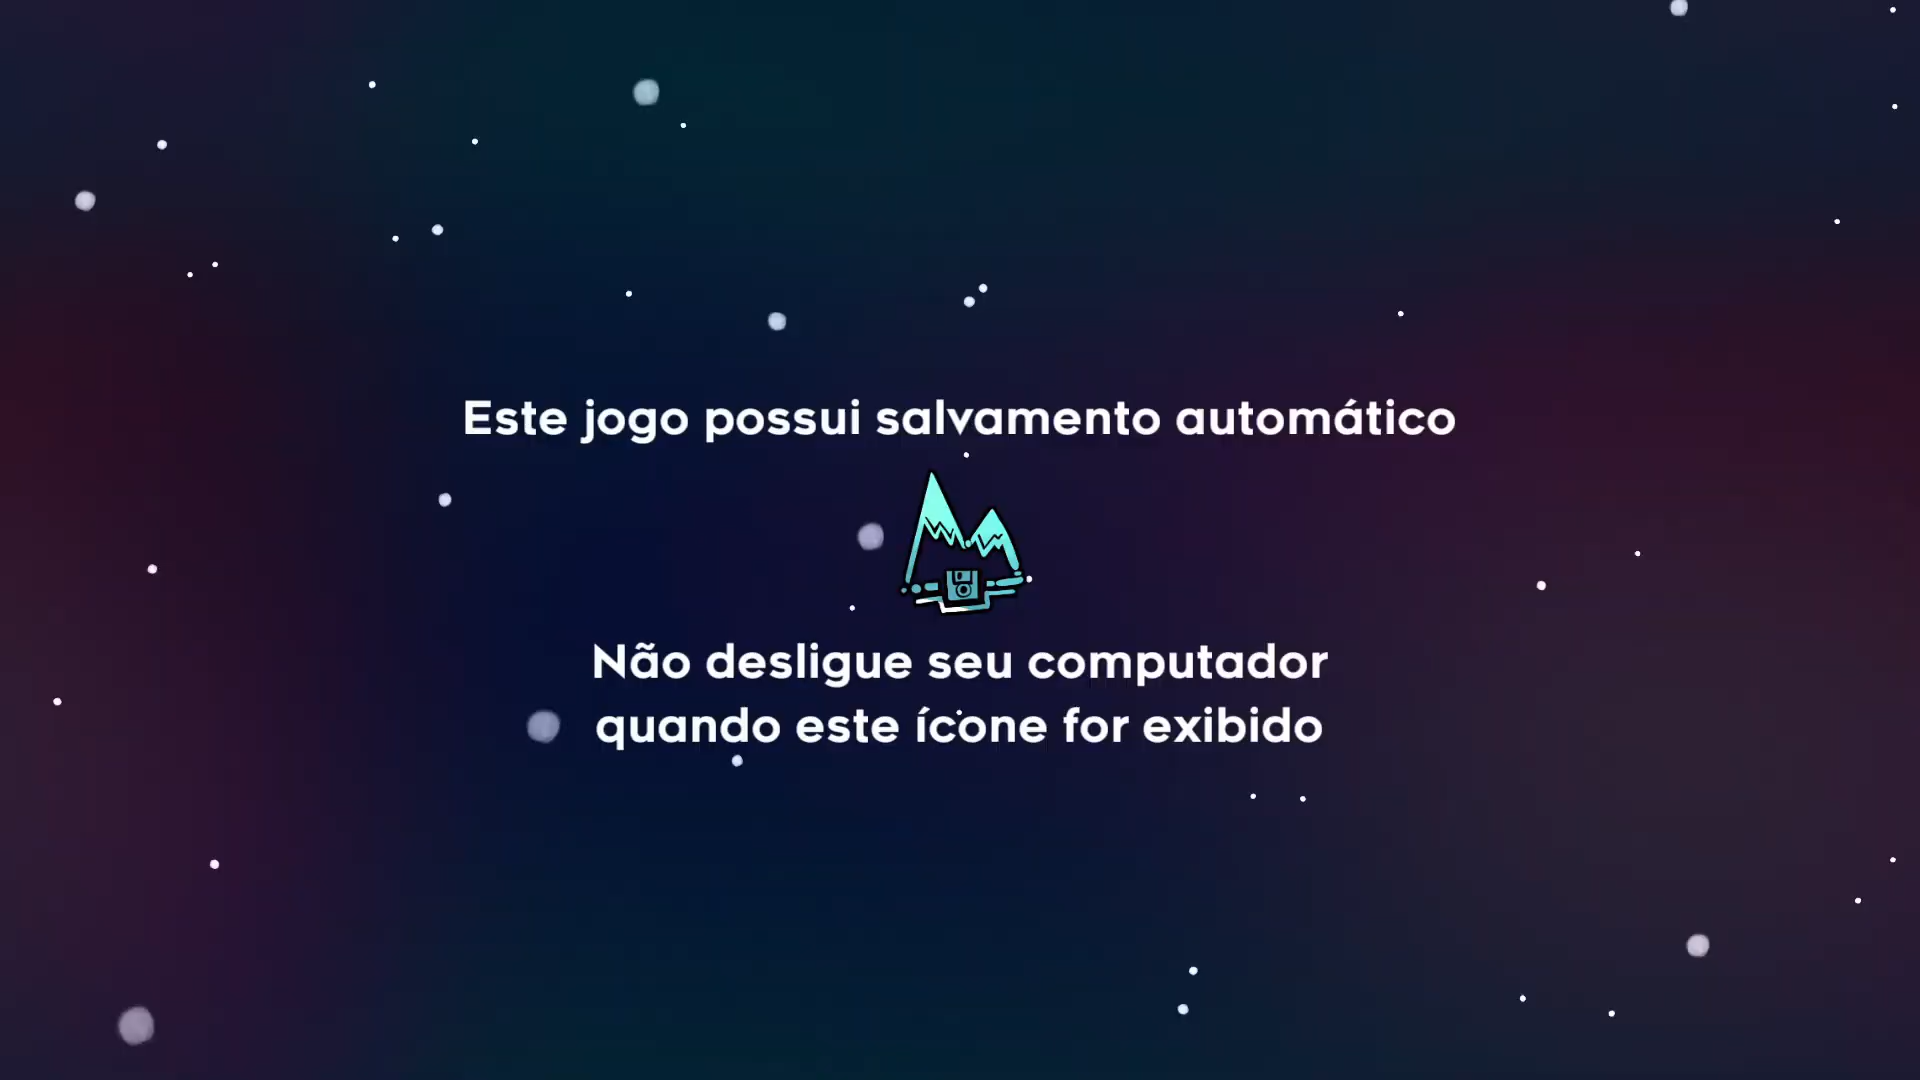 Este jogo possui salvamento automático
Não desligue seu computador
quando este ícone for exibido